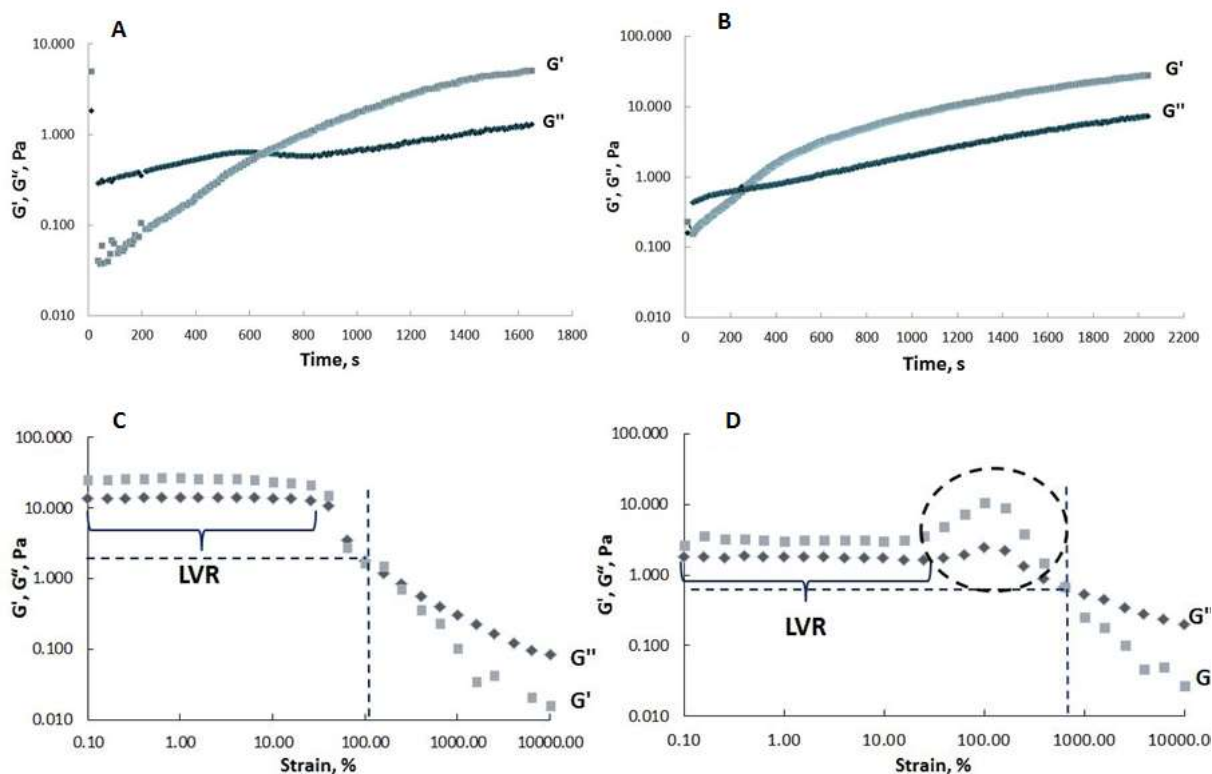 A
G', G", Pa
10.000
1.000
0.100
0.010
0 200 400 600 800 1000 1200 1400 1600 1800
Time, s
G'
G"
B
G', G", Pa
100.000
10.000
1.000
0.100
0.010
0 200 400 600 800 1000 1200 1400 1600 1800 2000 2200
Time, s
G'
G"
C
G', G", Pa
100.000
10.000
1.000
0.100
0.010
LVR
G"
G'
0.10 1.00 10.00 100.00 1000.00 10000.00
Strain, %
D
G', G", Pa
100.000
10.000
1.000
0.100
0.010
LVR
G"
G
0.10 1.00 10.00 100.00 1000.00 10000.00
Strain, %